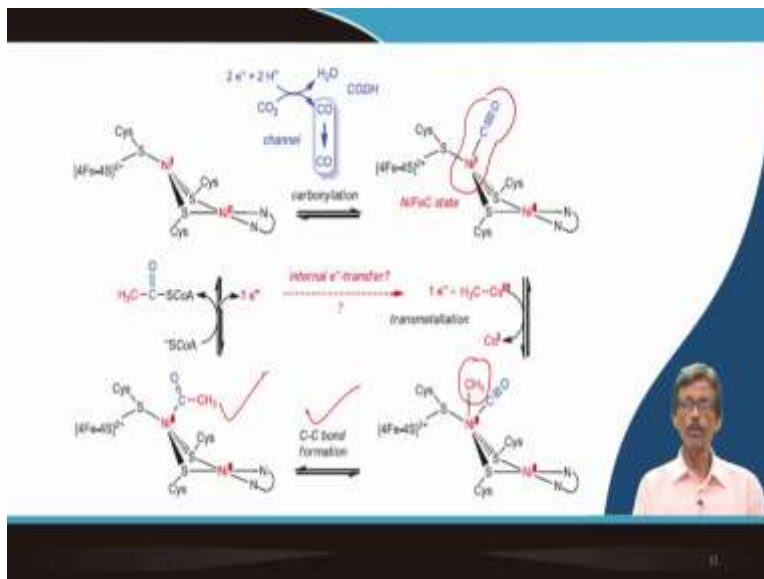 2 e⁻ + 2 H⁺ H₂O
CODH
CO₂ CO
channel
CO
Cys
S
[4Fe-4S]²⁺ Ni
Cys
S
S Ni N
N
Cys
carbonylation
C≡O
Cys
S
[4Fe-4S]²⁺ Ni
NiFeC state
Cys
S
S Ni N
N
Cys
O
H₃C—C—SCoA 1 e⁻
⁻SCoA
internal e⁻-transfer?
?
1 e⁻ H₃C—Co
transmetallation
Co
Cys
S
[4Fe-4S]²⁺ Ni
O
C—CH₃
Cys
S
S Ni N
N
Cys
C-C bond
formation
CH₃
C O
Cys
S
[4Fe-4S]²⁺ Ni
Cys
S
S Ni N
N
Cys